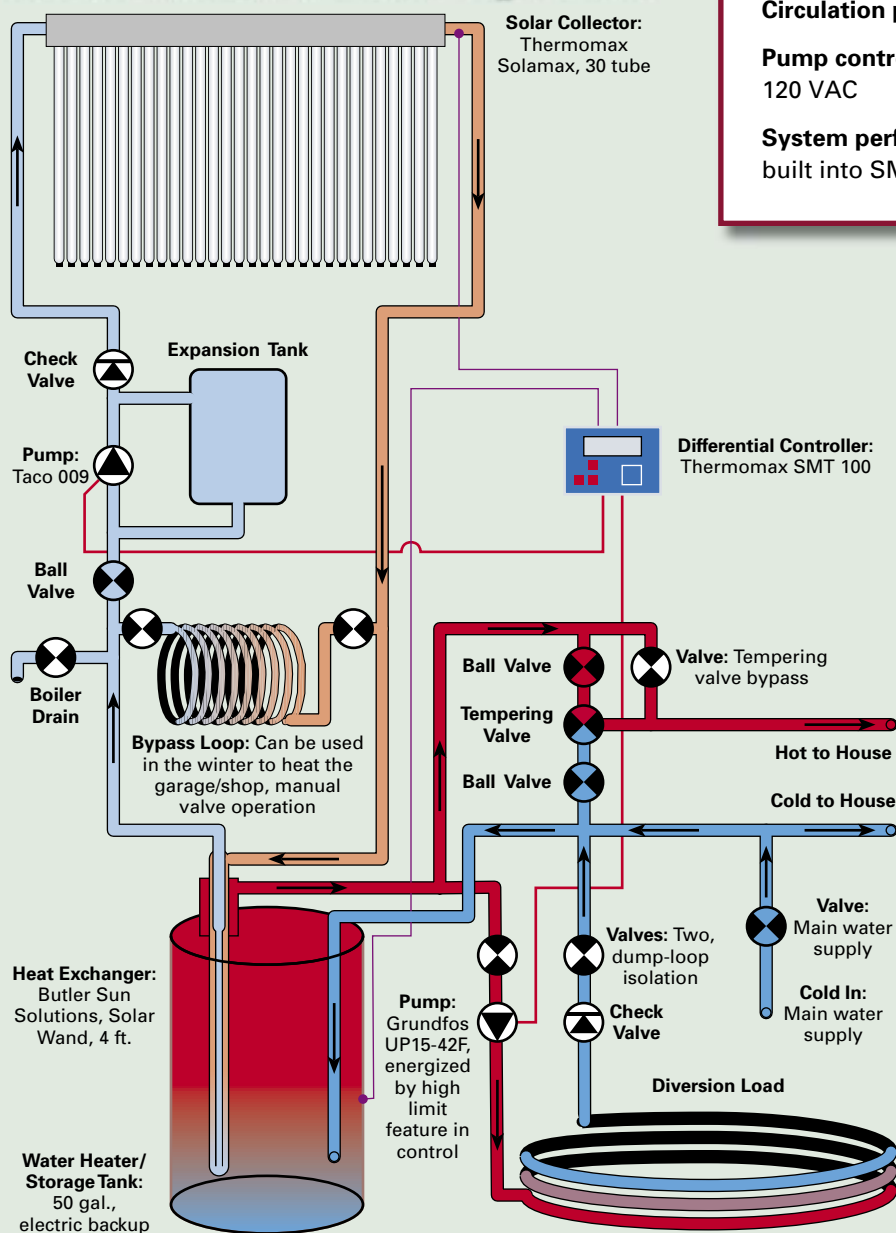 Solar Collector:
Thermomax
Solamax, 30 tube
Circulation
Pump
120 VAC
System
built into
Check
Valve
Expansion Tank
Pump:
Taco 009
Differential Controller:
Thermomax SMT 100
Ball
Valve
Boiler
Drain
Bypass Loop: Can be used
in the winter to heat the
garage/shop, manual
valve operation
Ball Valve
Valve: Tempering
valve bypass
Tempering
Valve
Hot to House
Ball Valve
Cold to House
Heat Exchanger:
Butler Sun
Solutions, Solar
Wand, 4 ft.
Pump:
Grundfos
UP15-42F,
energized
by high
limit
feature in
control
Valves: Two,
dump-loop
isolation
Check
Valve
Valve:
Main water
supply
Cold In:
Main water
supply
Diversion Load
Water Heater/
Storage Tank:
50 gal.,
electric backup